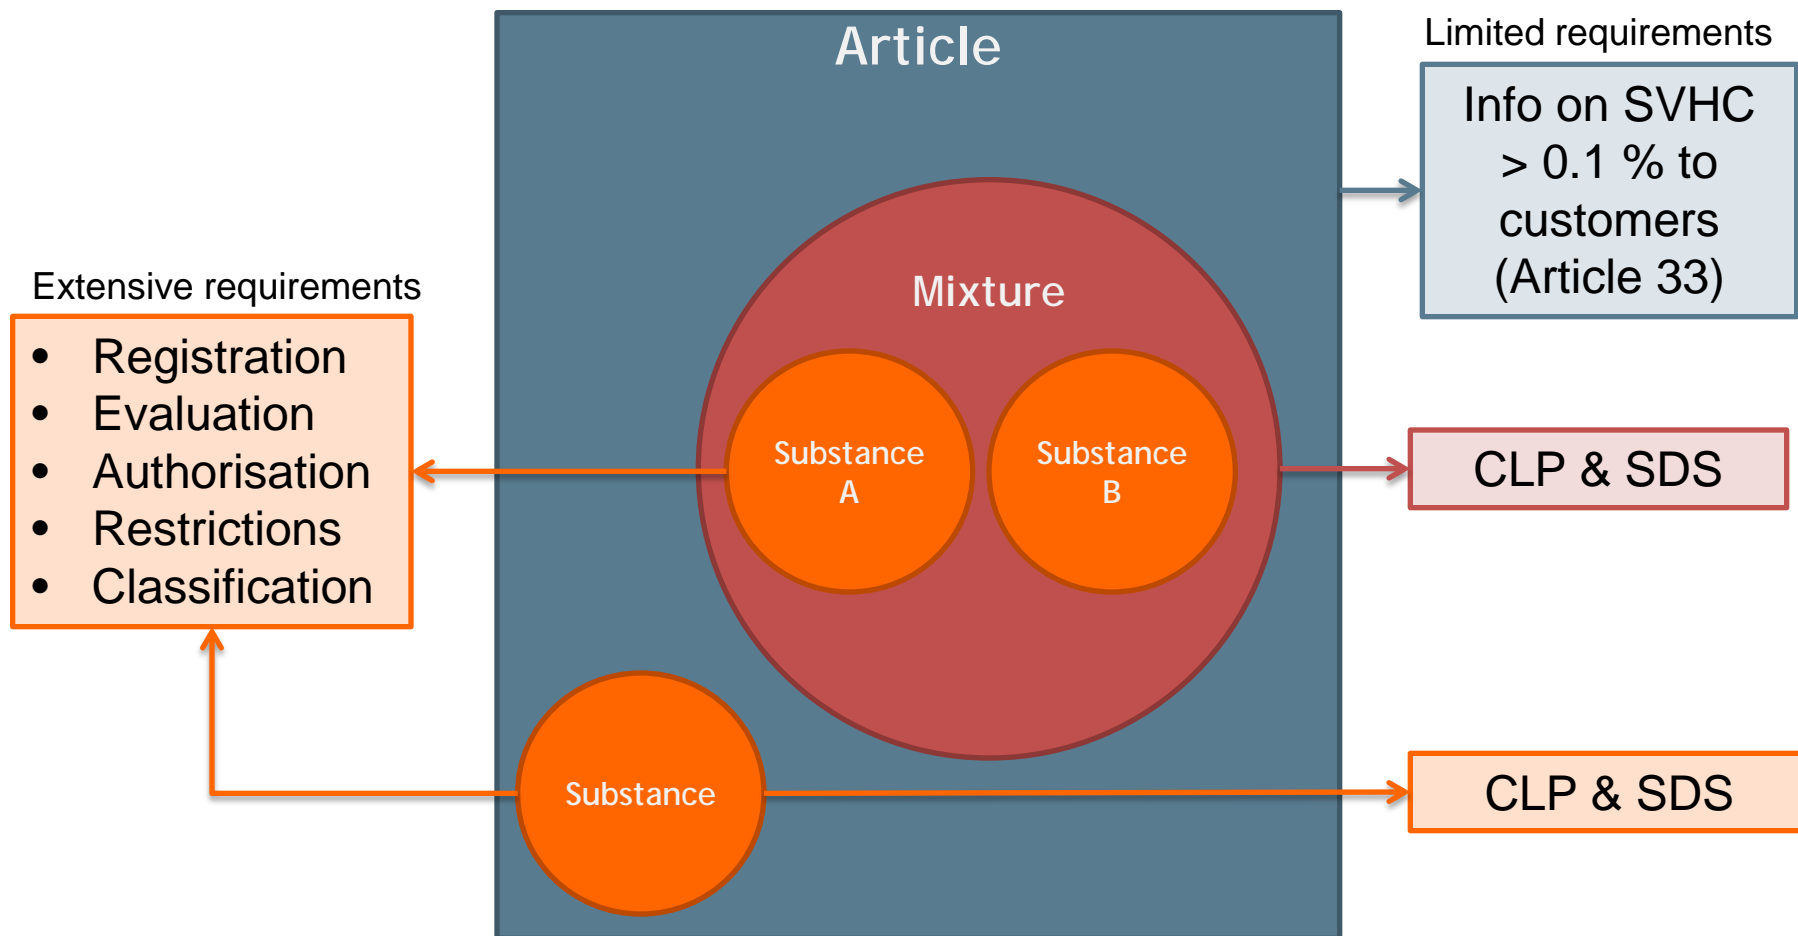 Article
Limited requirements
Info on SVHC
> 0.1 % to
customers
(Article 33)
Mixture
Extensive requirements
• Registration
• Evaluation
• Authorisation
• Restrictions
• Classification
Substance
A
Substance
B
CLP & SDS
Substance
CLP & SDS